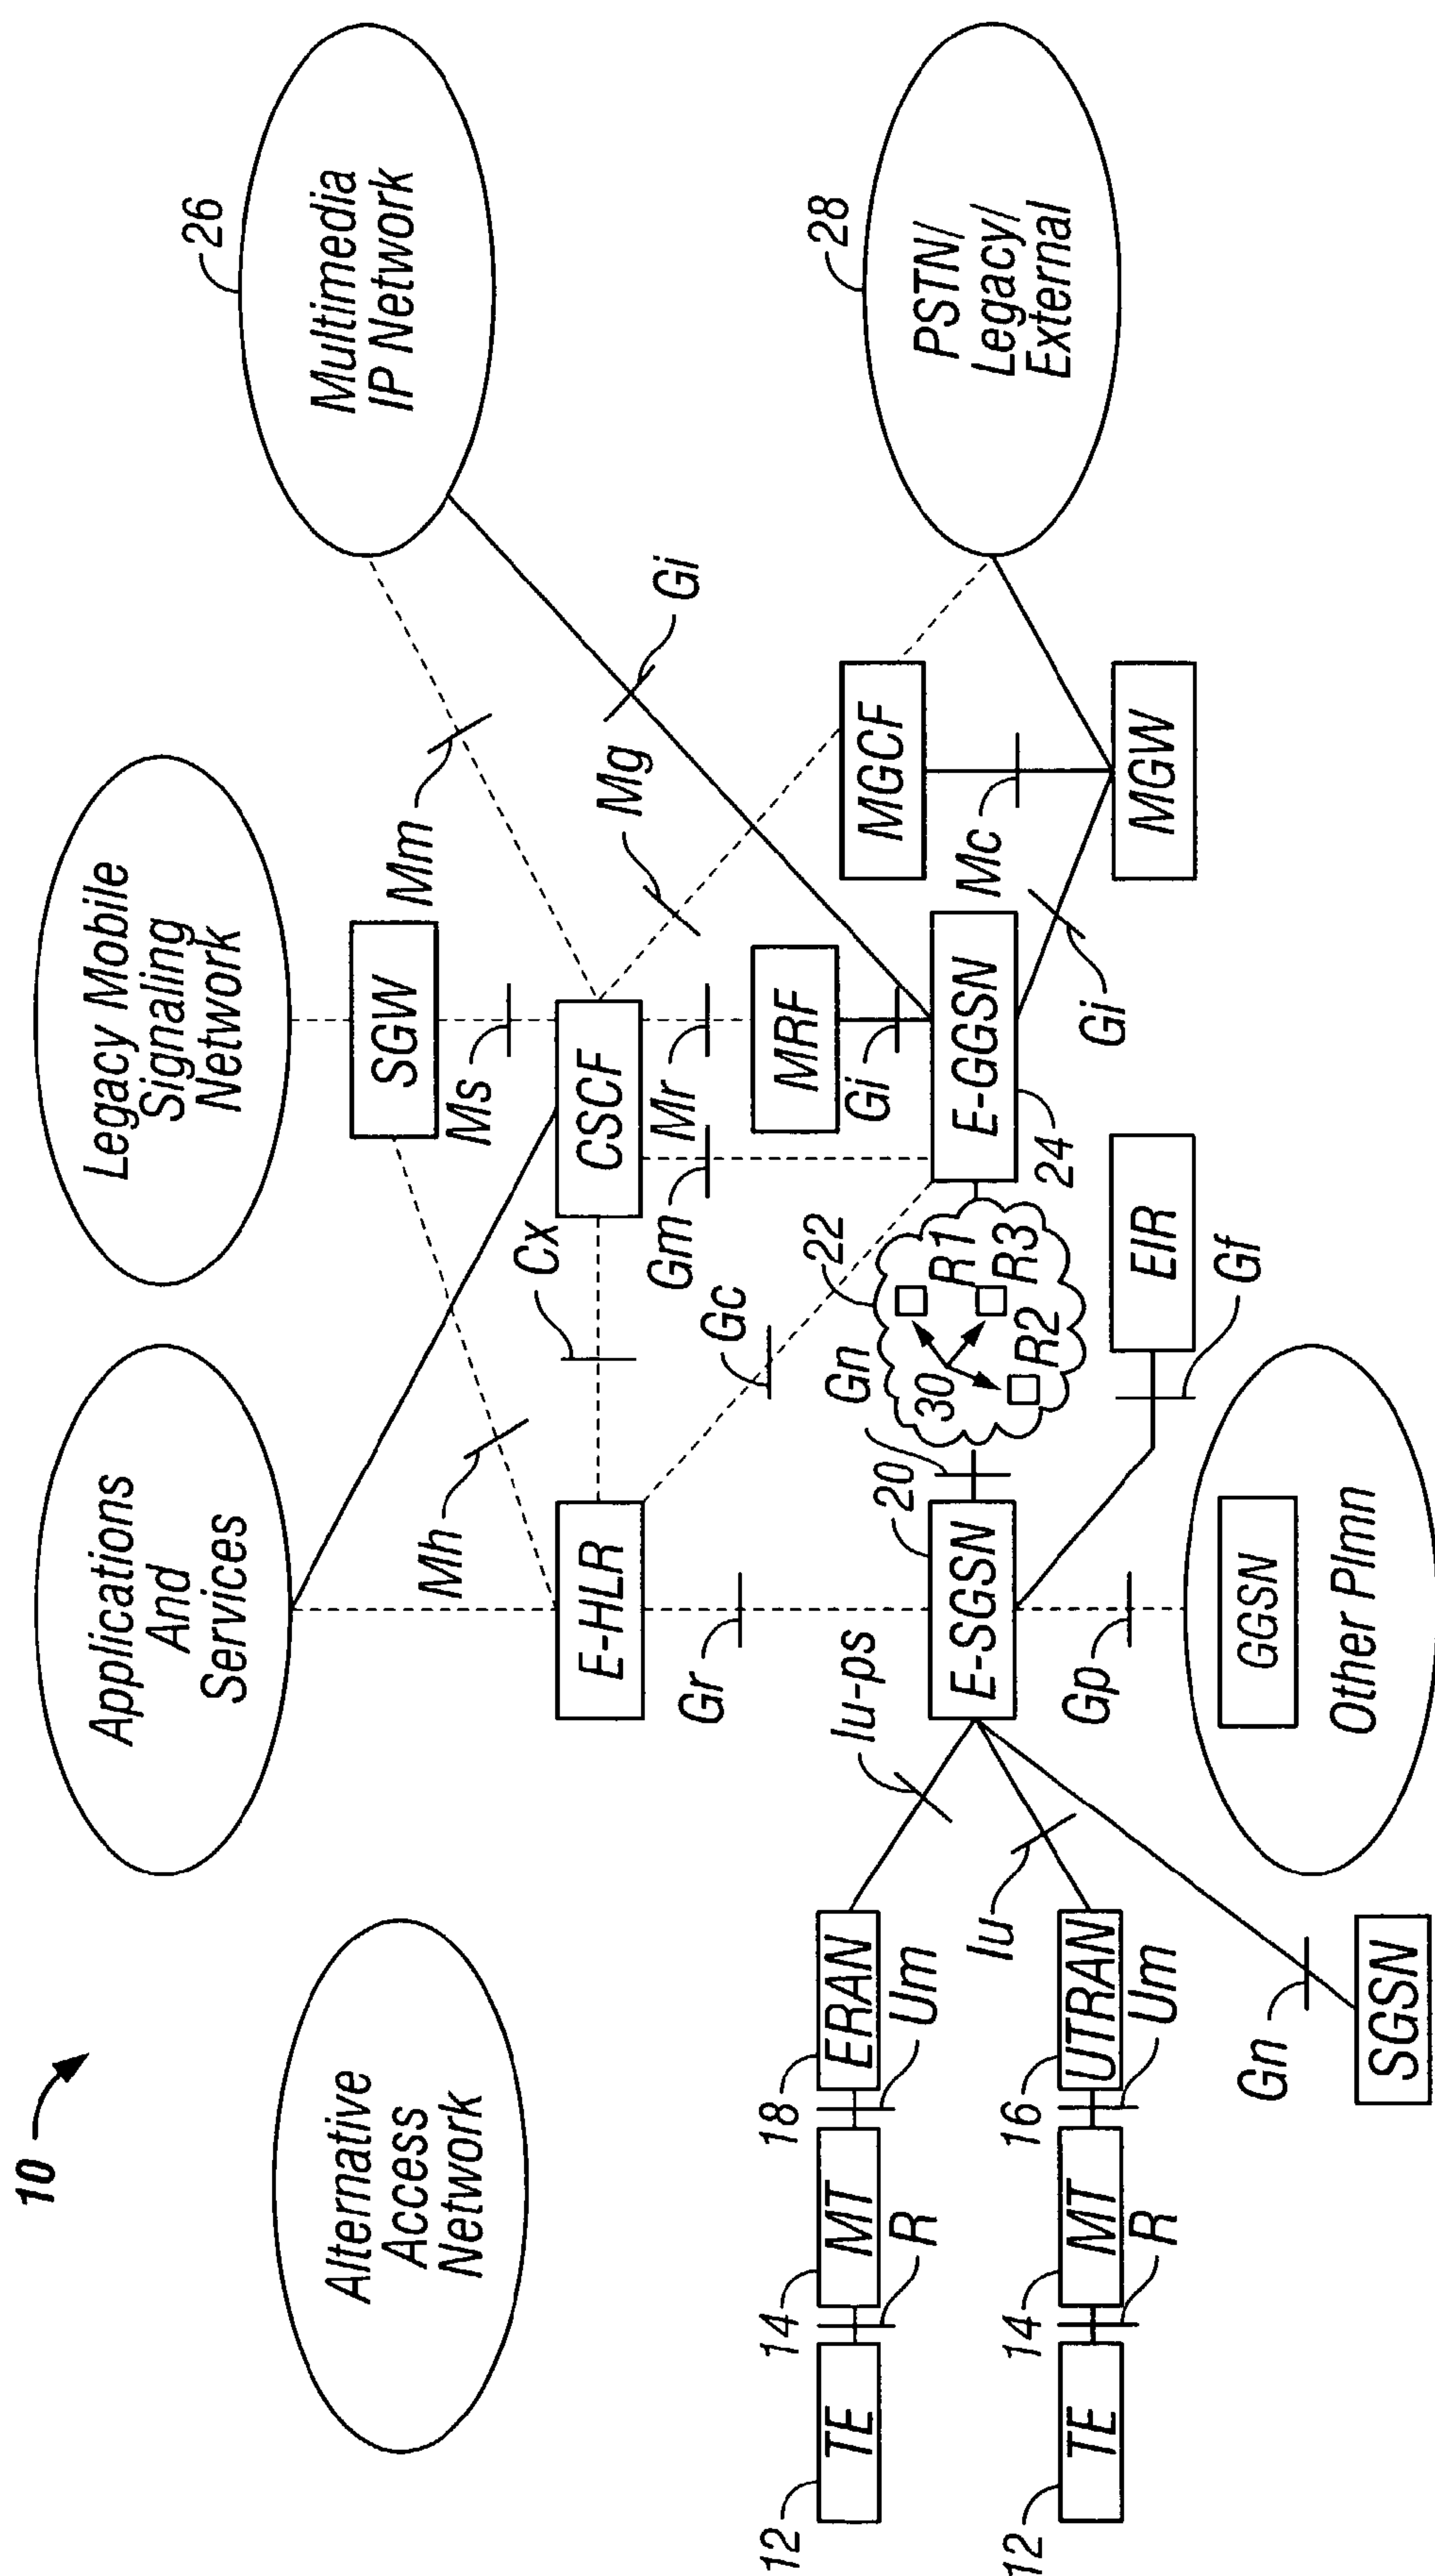 10
Alternative
Access
Network
Applications
And
Services
Legacy Mobile
Signaling
Network
26
Multimedia
IP Network
SGW
Mm
Mh
Ms
Cx
E-HLR
CSCF
Gi
Mg
Gm
Mr
Gr
Gc
MRF
MGCF
28
PSTN/
Legacy/
External
12
TE
14
MT
R
18
ERAN
Um
Iu-ps
20
Gn
22
Gi
Mc
E-SGSN
30
R1
R2
R3
E-GGSN
24
Iu
12
TE
14
MT
R
16
UTRAN
Um
Gp
EIR
Gf
Gi
MGW
Gn
SGSN
GGSN
Other Plmn